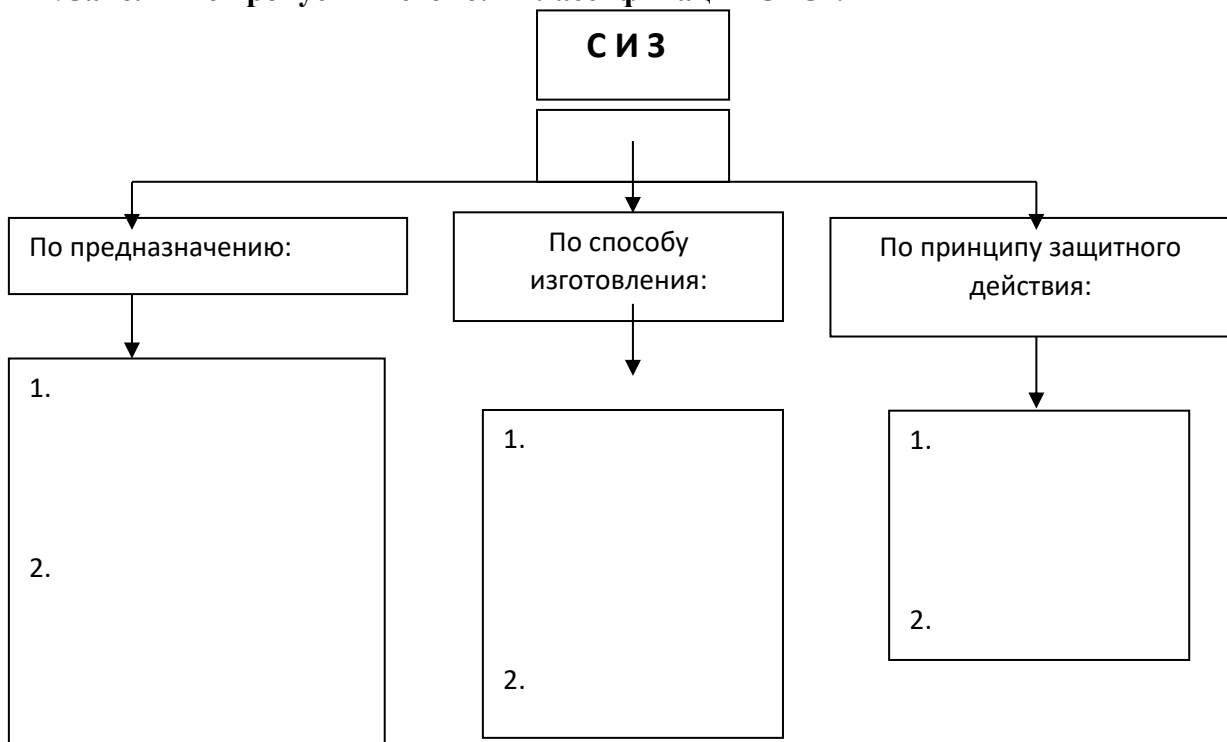 С И З
По предназначению:
По способу
изготовления:
По принципу защитного
действия:
1.
2.
1.
2.
1.
2.